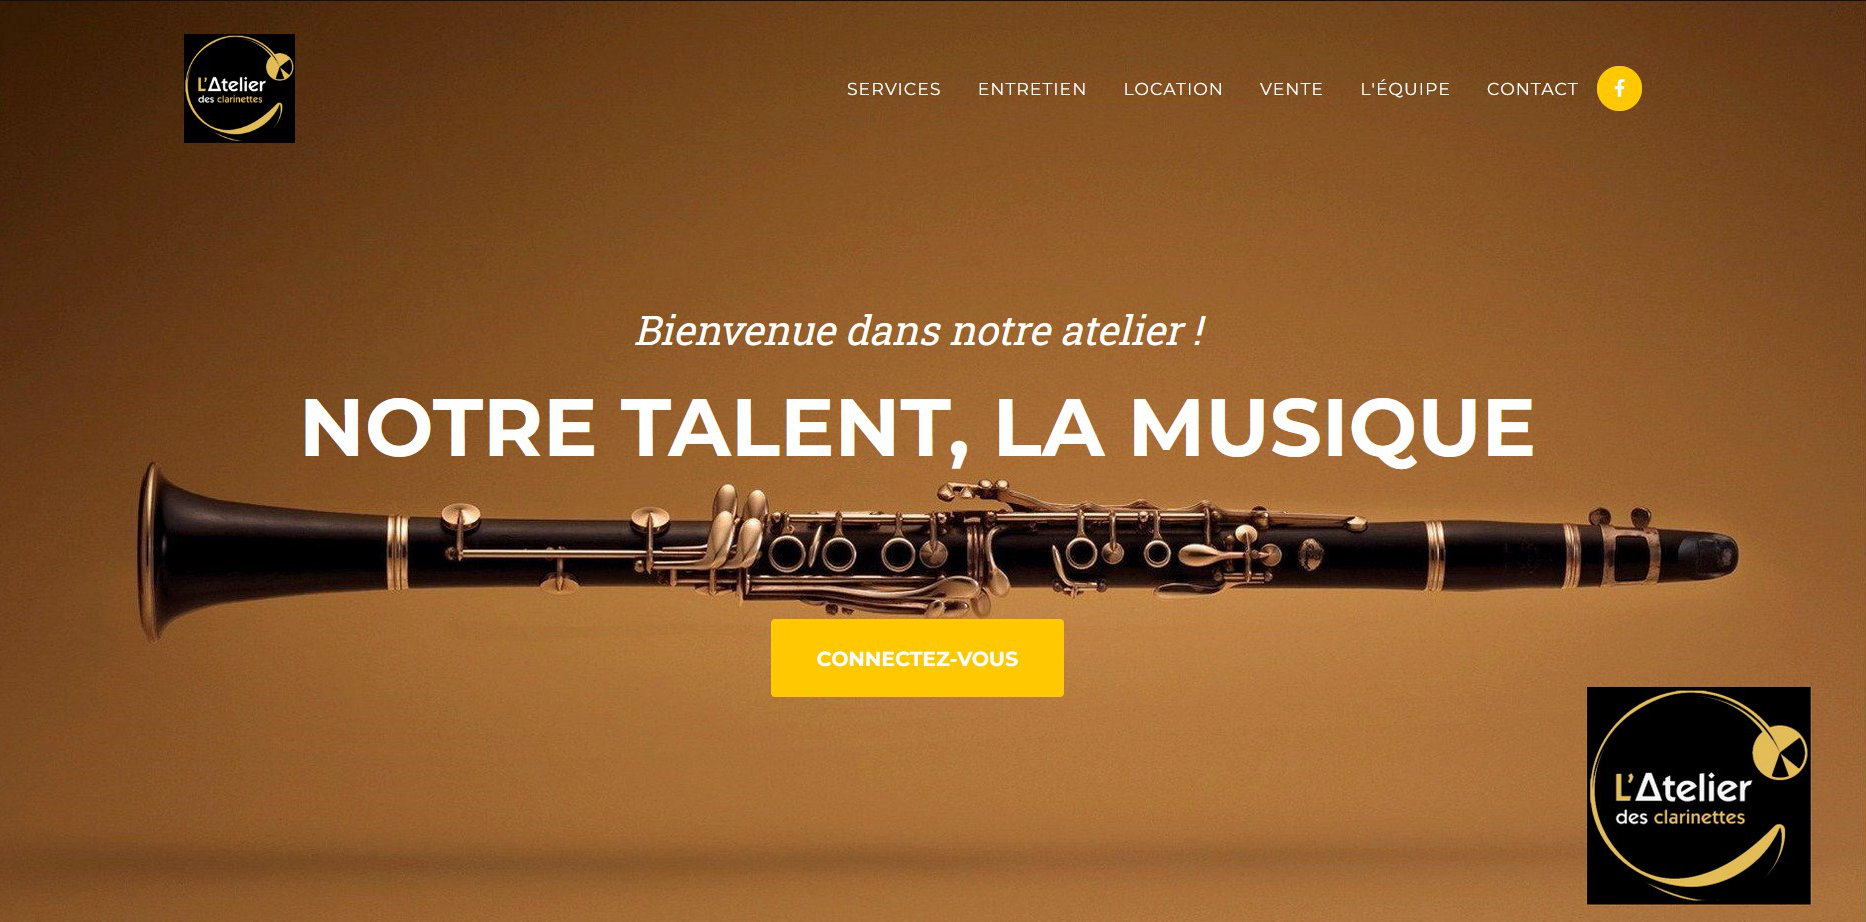 L'Atelier
des clarinettes
SERVICES ENTRETIEN LOCATION VENTE L'ÉQUIPE CONTACT f
Bienvenue dans notre atelier !
NOTRE TALENT, LA MUSIQUE
CONNECTEZ-VOUS
L'Atelier
des clarinettes